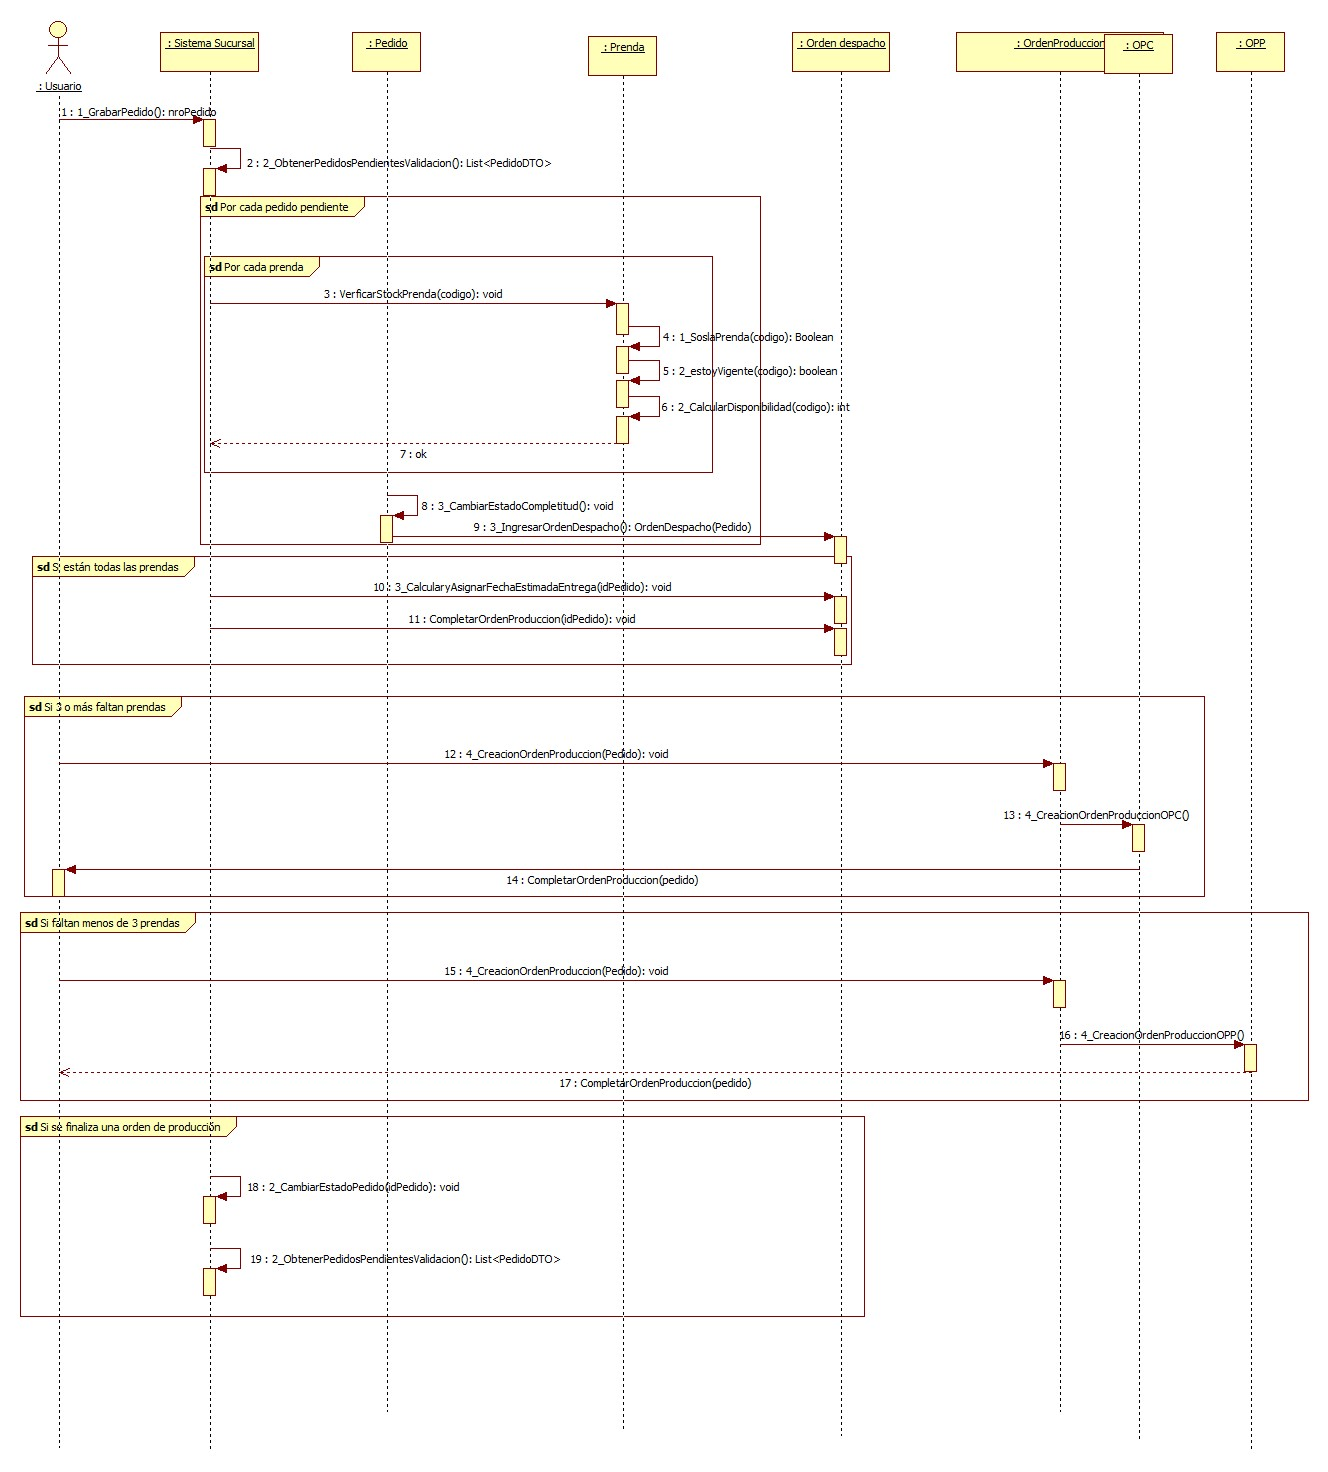 : Sistema Sucursal
: Pedido
: Prenda
: Orden despacho
: OrdenProduccion
: OPC
: OPP
: Usuario
1 : 1_GrabarPedido(): nroPedido
2 : 2_ObtenerPedidosPendientesValidacion(): List<PedidoDTO>
sd Por cada pedido pendiente
sd Por cada prenda
3 : VerficarStockPrenda(codigo): void
4 : 1_SoslaPrenda(codigo): Boolean
5 : 2_estoyVigente(codigo): boolean
6 : 2_CalcularDisponibilidad(codigo): int
7 : ok
8 : 3_CambiarEstadoCompletitud(): void
9 : 3_IngresarOrdenDespacho(): OrdenDespacho(Pedido)
sd Si están todas las prendas
10 : 3_CalcularyAsignarFechaEstimadaEntrega(idPedido): void
11 : CompletarOrdenProduccion(idPedido): void
sd Si 3 o más faltan prendas
12 : 4_CreacionOrdenProduccion(Pedido): void
13 : 4_CreacionOrdenProduccionOPC()
14 : CompletarOrdenProduccion(pedido)
sd Si faltan menos de 3 prendas
15 : 4_CreacionOrdenProduccion(Pedido): void
16 : 4_CreacionOrdenProduccionOPP()
17 : CompletarOrdenProduccion(pedido)
sd Si se finaliza una orden de producción
18 : 2_CambiarEstadoPedido(idPedido): void
19 : 2_ObtenerPedidosPendientesValidacion(): List<PedidoDTO>